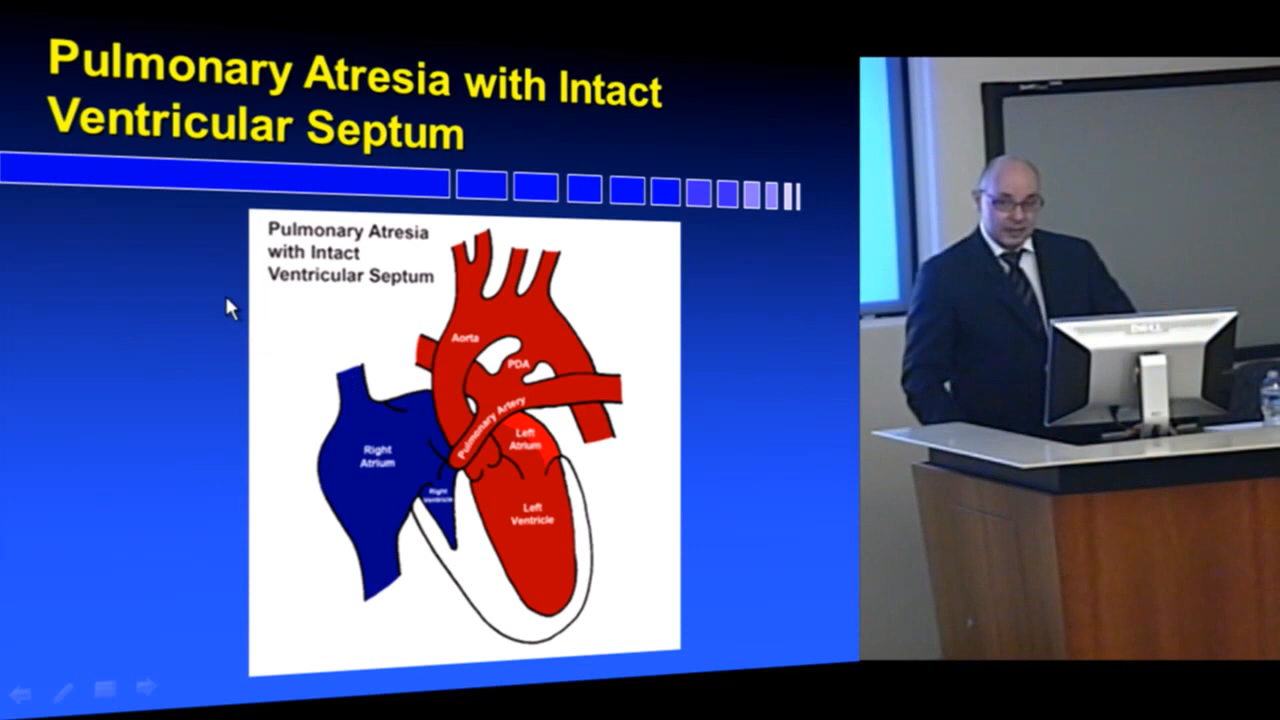 Pulmonary Atresia with Intact
Ventricular Septum
Pulmonary Atresia
with Intact
Ventricular Septum
Aorta
PDA
Pulmonary Artery
Left
Atrium
Right
Atrium
Right
Ventricle
Left
Ventricle
DELL